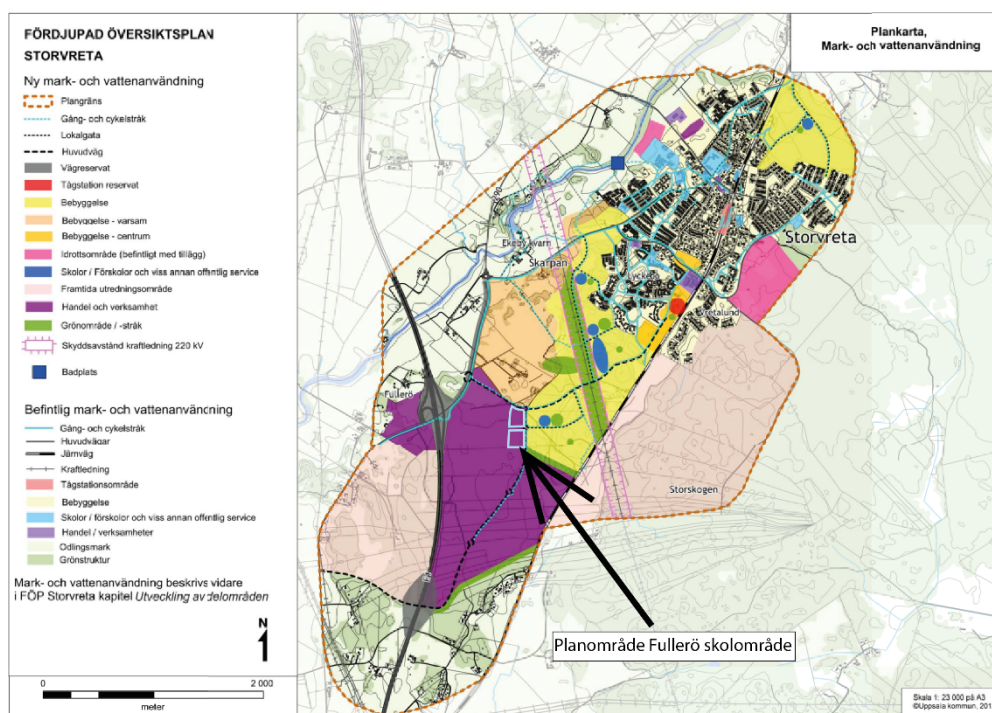 FÖRDJUPAD ÖVERSIKTSPLAN
STORVRETA
Ny mark- och vattenanvändning
Plangräns
Gång- och cykelstråk
Lokalgata
Huvudväg
Vägreservat
Tågstation reservat
Bebyggelse
Bebyggelse - varsam
Bebyggelse - centrum
Idrottsområde (befintligt med tillägg)
Skolor / Förskolor och viss annan offentlig service
Framtida utredningsområde
Handel och verksamhet
Grönområde / -stråk
Skyddsavstånd kraftledning 220 kV
Badplats
Befintlig mark- och vattenanvändning
Gång- och cykelstråk
Huvudvägar
Järnväg
Kraftledning
Tågstationsområde
Bebyggelse
Skolor / förskolor och viss annan offentlig service
Handel / verksamheter
Odlingsmark
Grönstruktur
Mark- och vattenanvändning beskrivs vidare
i FÖP Storvreta kapitel Utveckling av delområden
N
0 2 000
meter
Plankarta,
Mark- och vattenanvändning
Storvreta
Ekeby kvarn
Skarpan
Lyckebo
Vretalund
Fullerö
Storskogen
Planområde Fullerö skolområde
Skala 1: 23 000 på A3
©Uppsala kommun, 201